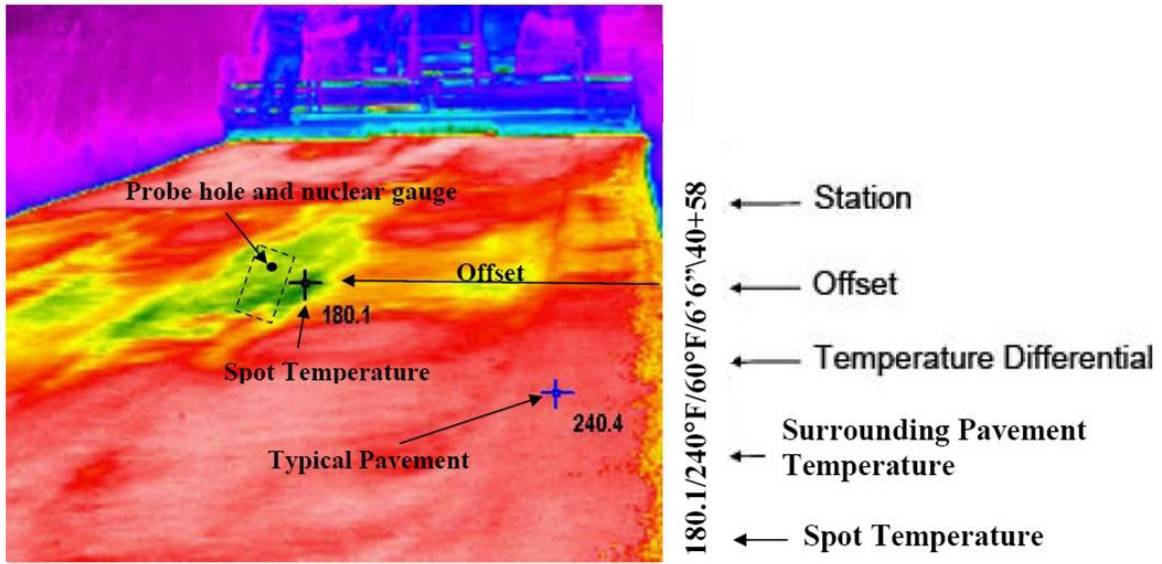 Probe hole and nuclear gauge
Offset
180.1
Spot Temperature
240.4
Typical Pavement
180.1/240°F/60°F/6’6”\40+58
Station
Offset
Temperature Differential
Surrounding Pavement
Temperature
Spot Temperature